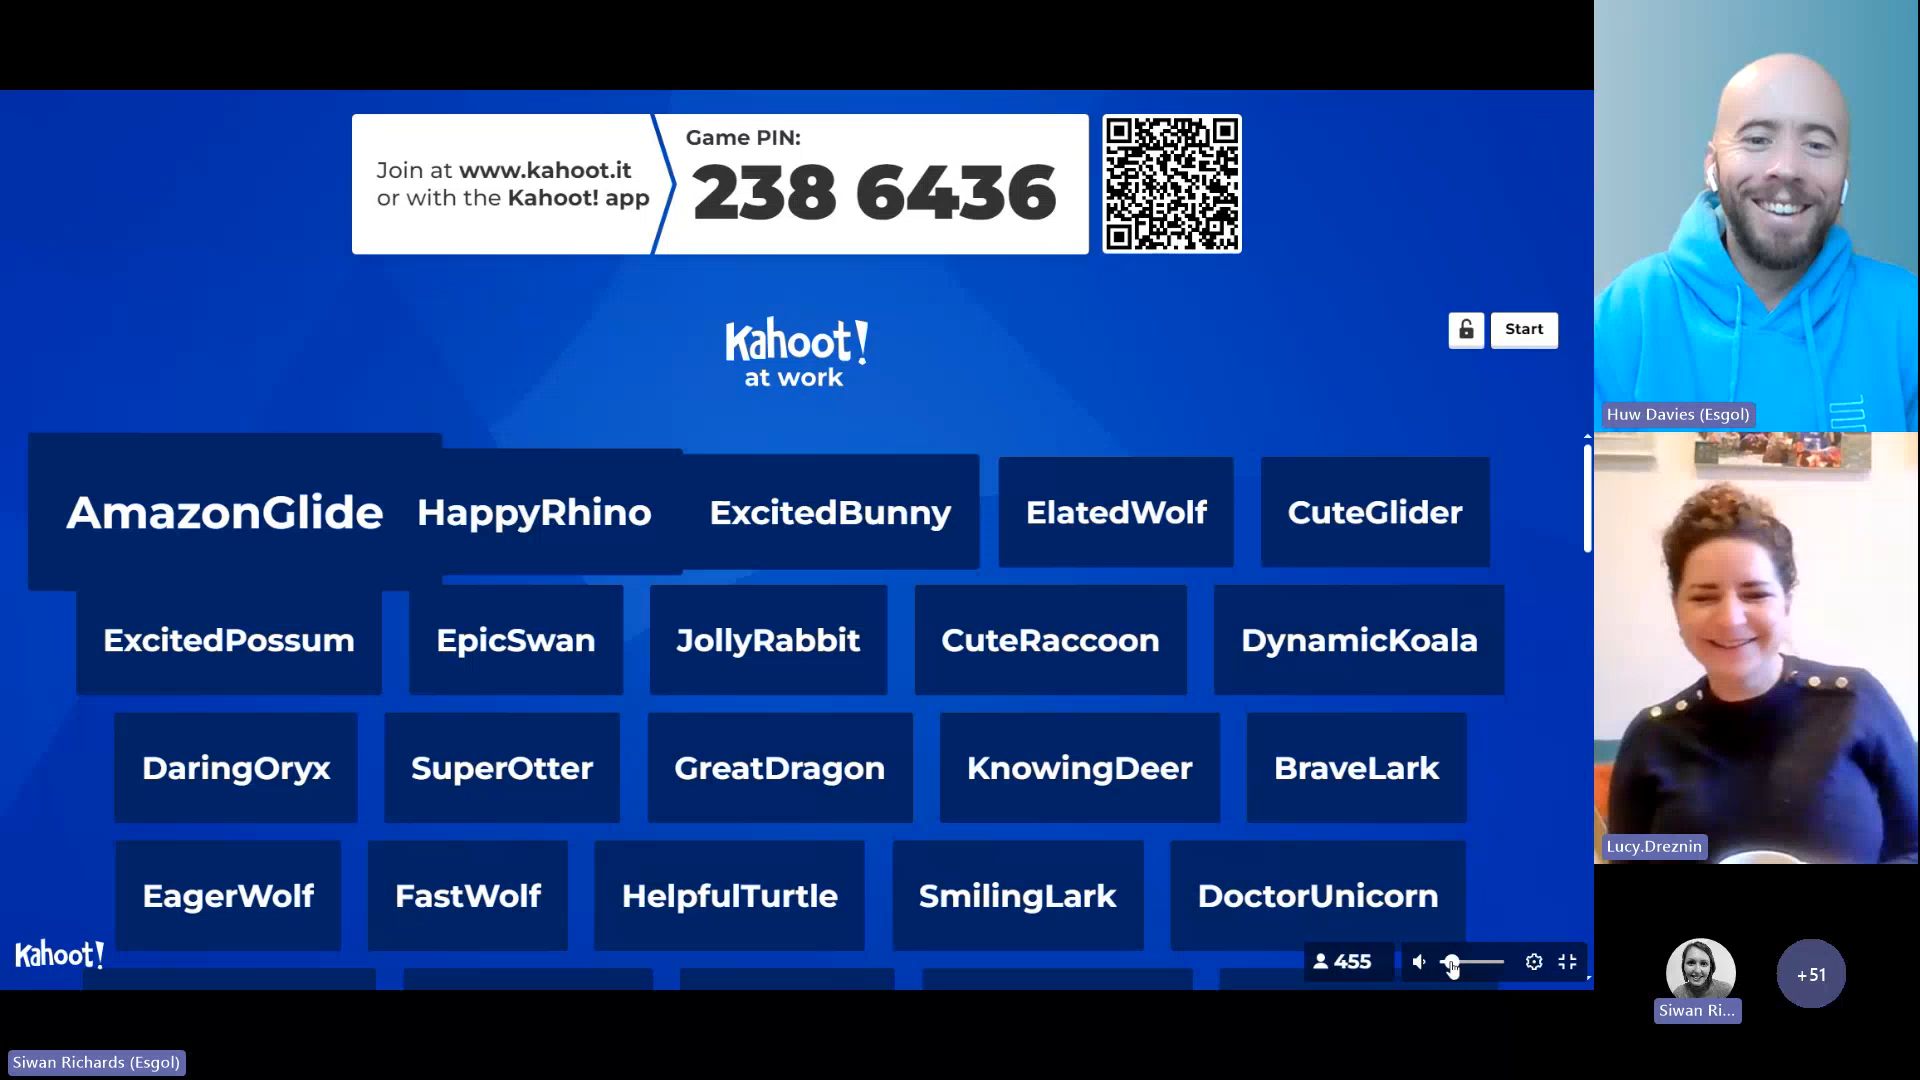 Join at www.kahoot.it
or with the Kahoot! app
Game PIN:
238 6436
Kahoot!
at work
Start
AmazonGlide
HappyRhino
ExcitedBunny
ElatedWolf
CuteGlider
ExcitedPossum
EpicSwan
JollyRabbit
CuteRaccoon
DynamicKoala
DaringOryx
SuperOtter
GreatDragon
KnowingDeer
BraveLark
EagerWolf
FastWolf
HelpfulTurtle
SmilingLark
DoctorUnicorn
Kahoot!
455
Huw Davies (Esgol)
Lucy.Dreznin
Siwan Ri...
+51
Siwan Richards (Esgol)